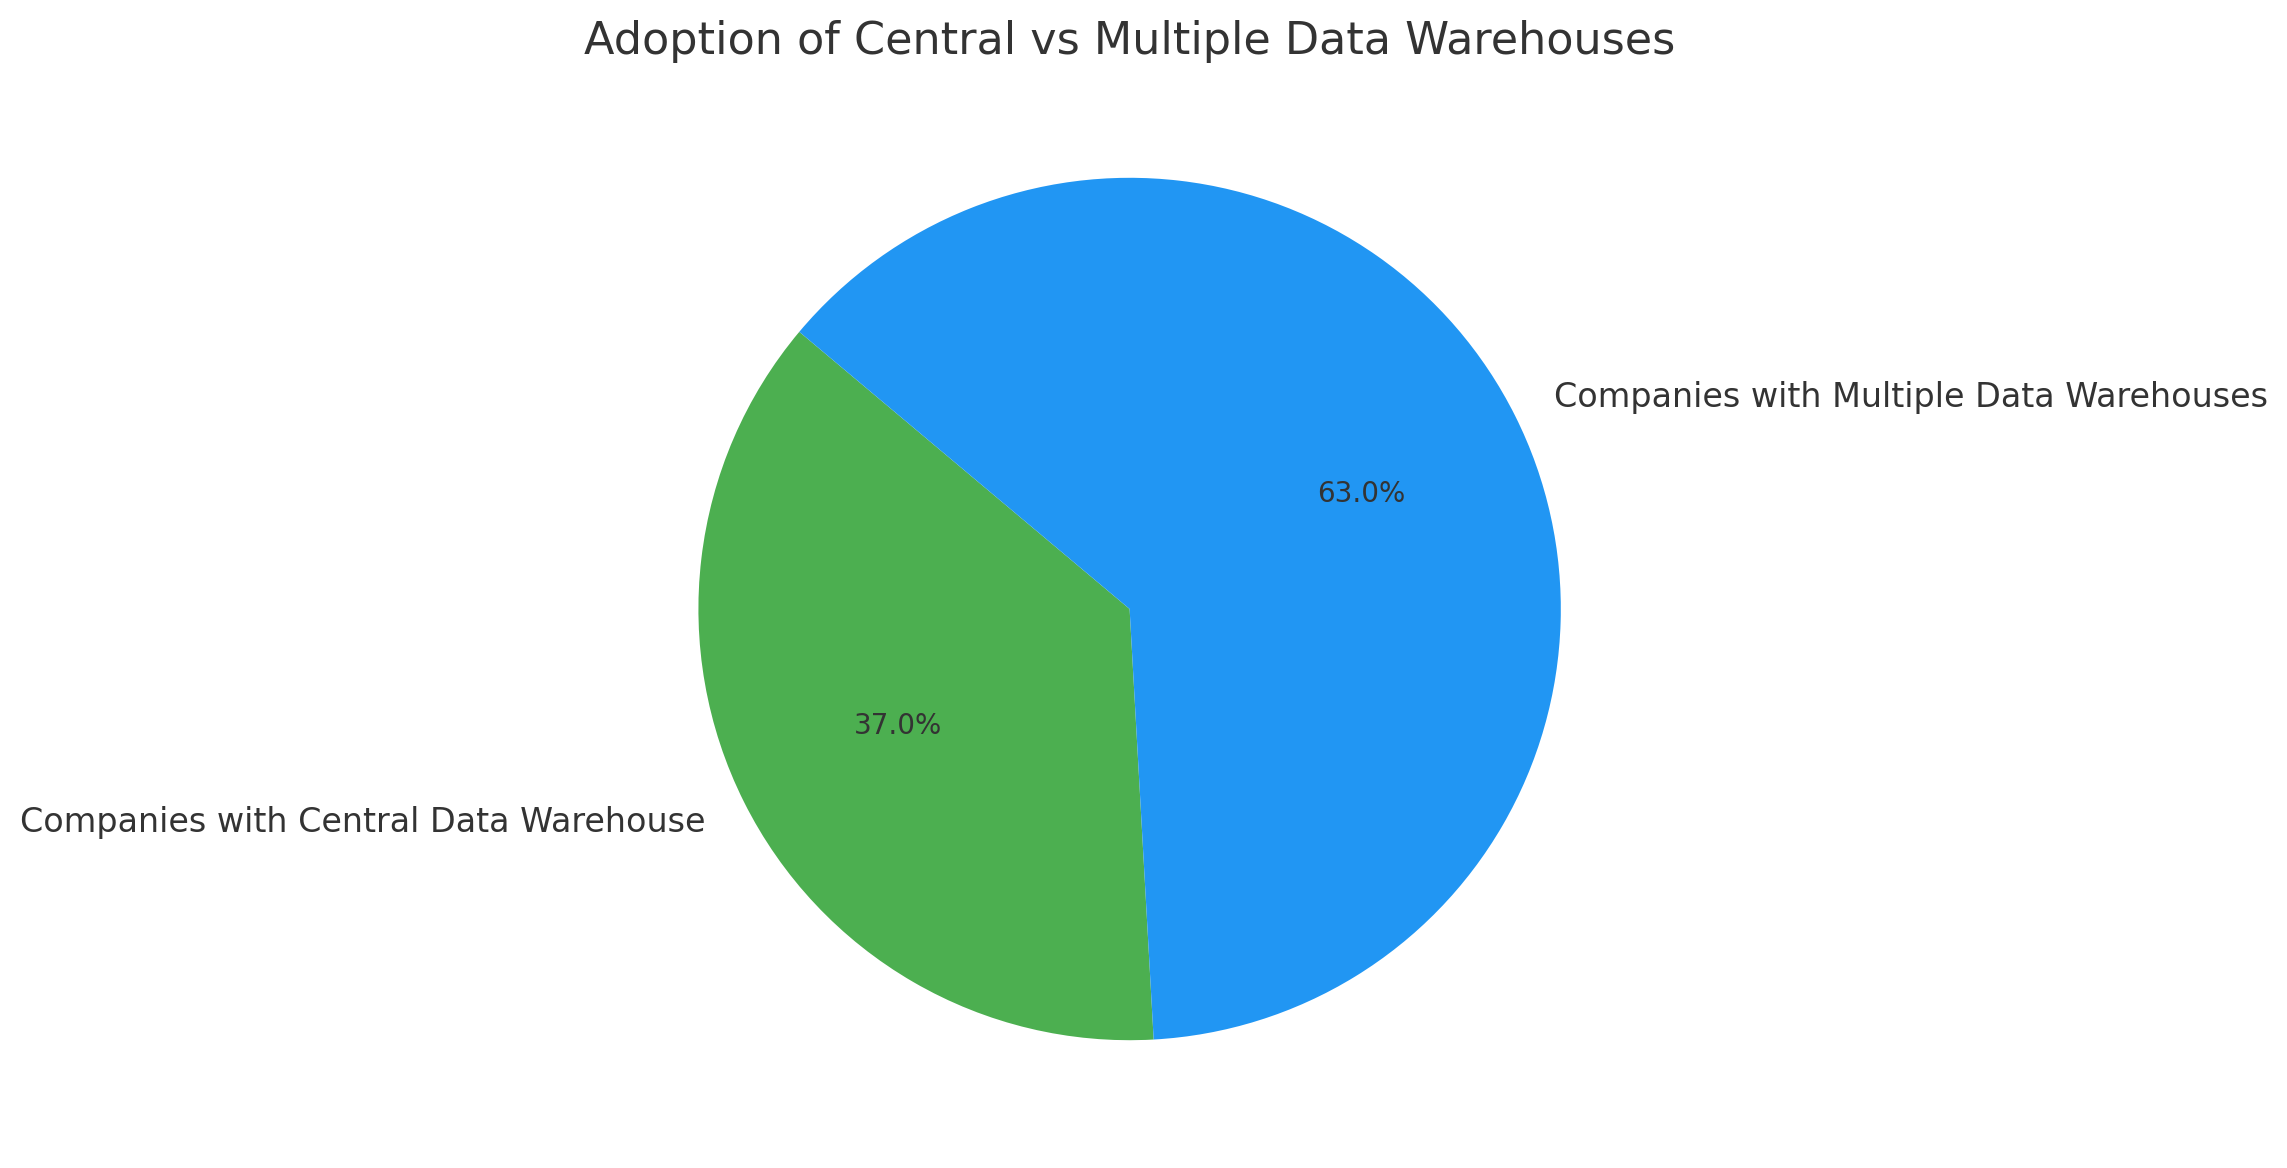 Adoption of Central vs Multiple Data Warehouses
Companies with Multiple Data Warehouses
63.0%
37.0%
Companies with Central Data Warehouse